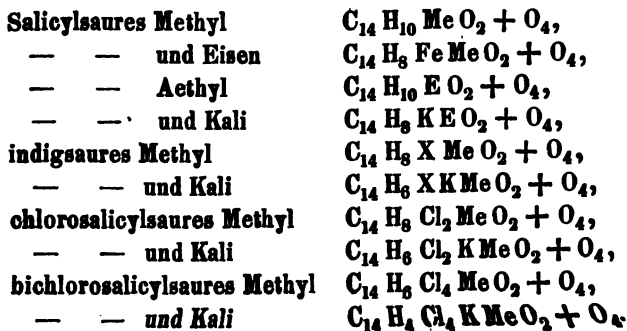 Salicylsaures Methyl C₁₄ H₁₀ Me O₂ + O₄,
— — und Eisen C₁₄ H₈ Fe Me O₂ + O₄,
— — Aethyl C₁₄ H₁₀ E O₂ + O₄,
— — und Kali C₁₄ H₈ K E O₂ + O₄,
indigsaures Methyl C₁₄ H₈ X Me O₂ + O₄,
— — und Kali C₁₄ H₆ X K Me O₂ + O₄,
chlorosalicylsaures Methyl C₁₄ H₈ Cl₂ Me O₂ + O₄,
— — und Kali C₁₄ H₆ Cl₂ K Me O₂ + O₄,
bichlorosalicylsaures Methyl C₁₄ H₆ Cl₄ Me O₂ + O₄,
— — und Kali C₁₄ H₄ Cl₄ K Me O₂ + O₄.